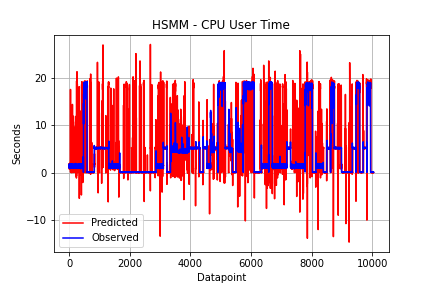 HSMM - CPU User Time
Seconds
20
10
0
−10
Predicted
Observed
0
2000
4000
6000
8000
10000
Datapoint